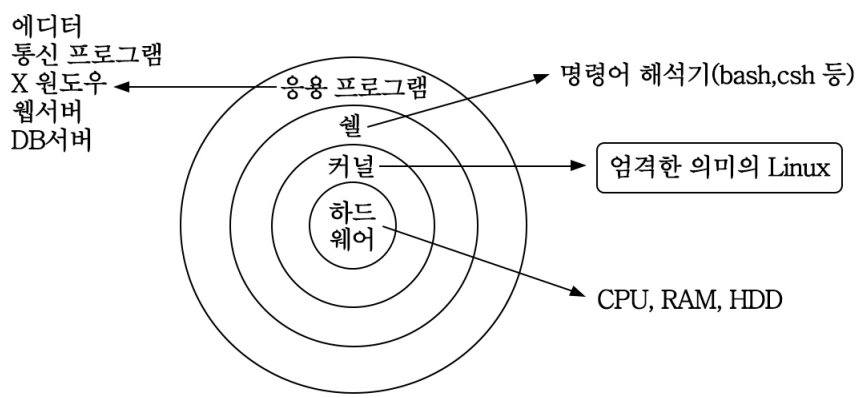 에디터
통신 프로그램
X 원도우
웹서버
DB서버
응용 프로그램
쉘
커널
하드
웨어
명령어 해석기(bash,csh 등)
엄격한 의미의 Linux
CPU, RAM, HDD